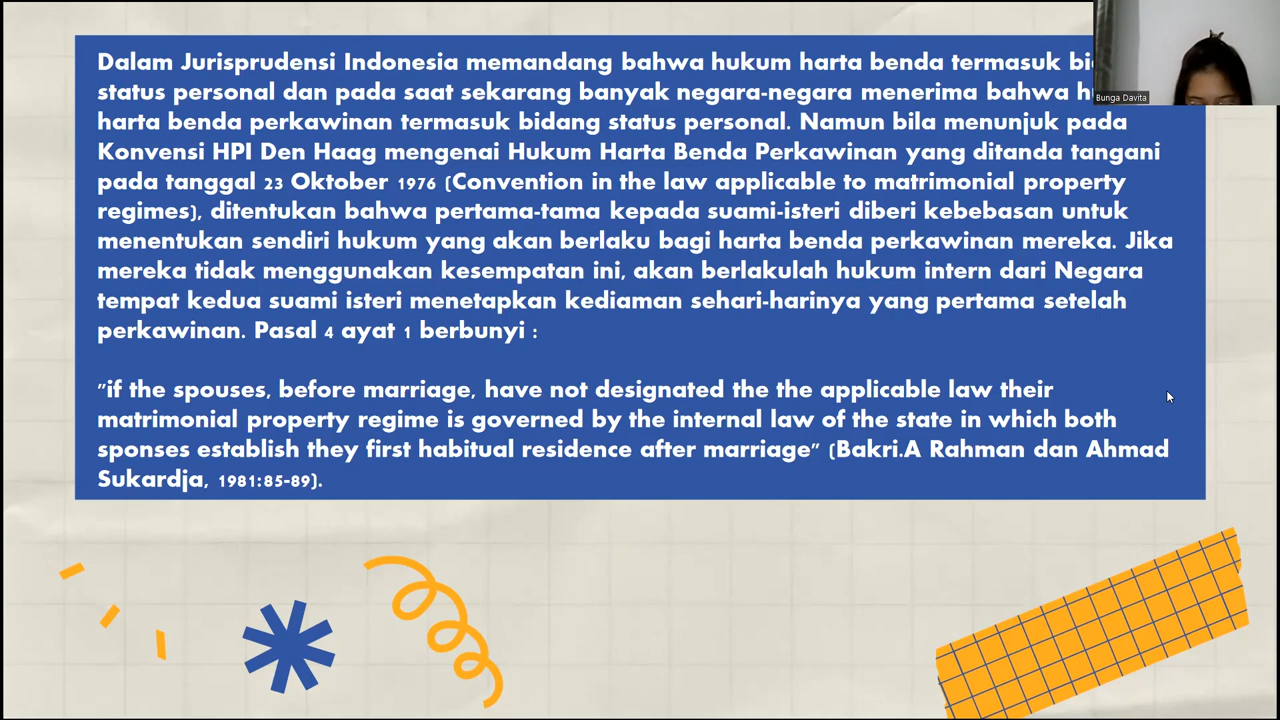 Dalam Jurisprudensi Indonesia memandang bahwa hukum harta benda termasuk
status personal dan pada saat sekarang banyak negara-negara menerima bahwa
harta benda perkawinan termasuk bidang status personal. Namun bila menunjuk pada
Konvensi HPI Den Haag mengenai Hukum Harta Benda Perkawinan yang ditanda tangani
pada tanggal 23 Oktober 1976 (Convention in the law applicable to matrimonial property
regimes), ditentukan bahwa pertama-tama kepada suami-isteri diberi kebebasan untuk
menentukan sendiri hukum yang akan berlaku bagi harta benda perkawinan mereka. Jika
mereka tidak menggunakan kesempatan ini, akan berlakulah hukum intern dari Negara
tempat kedua suami isteri menetapkan kediaman sehari-harinya yang pertama setelah
perkawinan. Pasal 4 ayat 1 berbunyi :
"if the spouses, before marriage, have not designated the the applicable law their
matrimonial property regime is governed by the internal law of the state in which both
sponses establish they first habitual residence after marriage" (Bakri.A Rahman dan Ahmad
Sukardja, 1981:85-89).
Bunga Davita